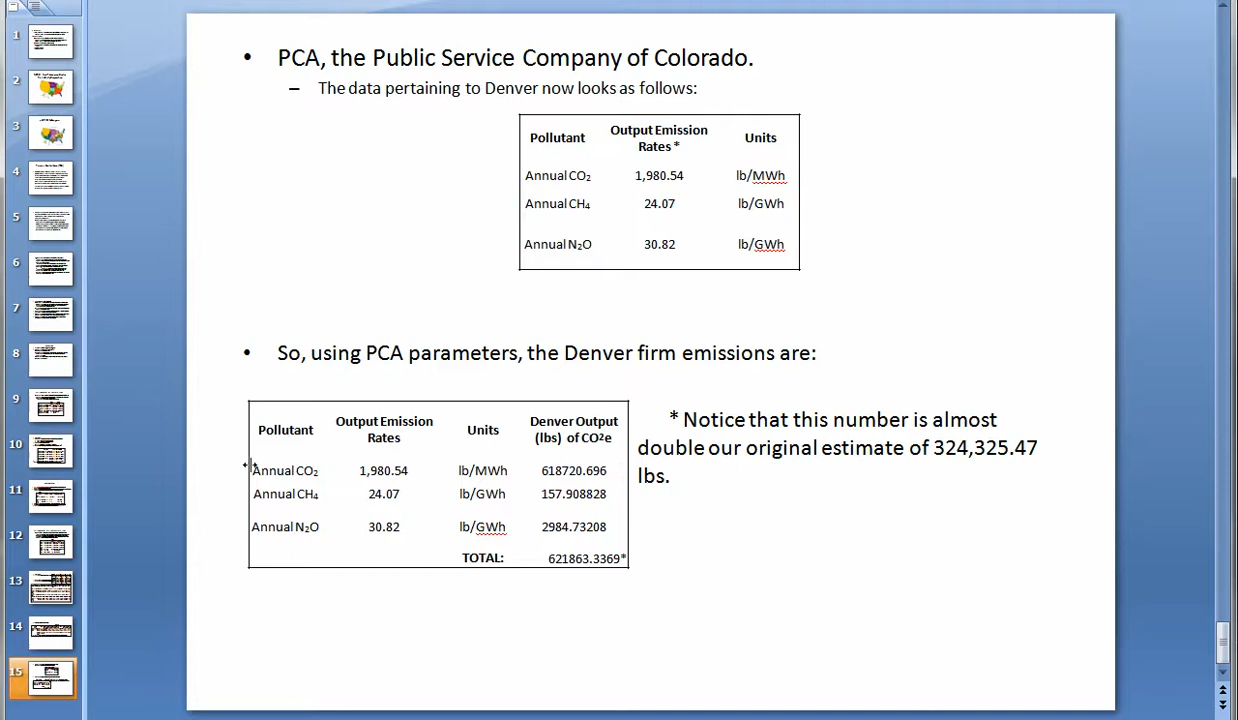 • PCA, the Public Service Company of Colorado.
– The data pertaining to Denver now looks as follows:
Pollutant Output Emission Rates * Units
Annual CO₂ 1,980.54 lb/MWh
Annual CH₄ 24.07 lb/GWh
Annual N₂O 30.82 lb/GWh
• So, using PCA parameters, the Denver firm emissions are:
Pollutant Output Emission Rates Units Denver Output (lbs) of CO2e
Annual CO₂ 1,980.54 lb/MWh 618720.696
Annual CH₄ 24.07 lb/GWh 157.908828
Annual N₂O 30.82 lb/GWh 2984.73208
TOTAL: 621863.3369*
* Notice that this number is almost
double our original estimate of 324,325.47
lbs.
1
2
3
4
5
6
7
8
9
10
11
12
13
14
15